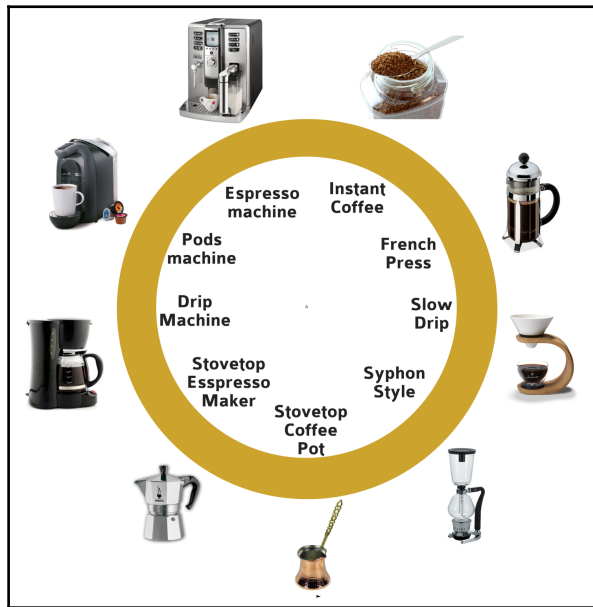 Espresso
machine
Instant
Coffee
Pods
machine
French
Press
Drip
Machine
Slow
Drip
Stovetop
Esspresso
Maker
Syphon
Style
Stovetop
Coffee
Pot